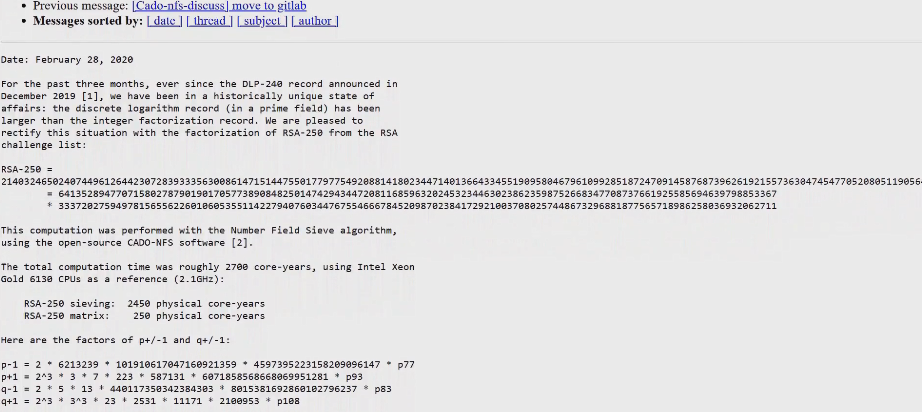 Previous message: [Cado-nfs-discuss] move to gitlab
Messages sorted by: [ date ] [ thread ] [ subject ] [ author ]
Date: February 28, 2020
For the past three months, ever since the DLP-240 record announced in
December 2019 [1], we have been in a historically unique state of
affairs: the discrete logarithm record (in a prime field) has been
larger than the integer factorization record. We are pleased to
rectify this situation with the factorization of RSA-250 from the RSA
challenge list:
RSA-250 =
2140324650240744961264423072839333563008614715144755017797754920881418023447140136643345519095804679610992851872470914587687396261921557363047454770520805119056
= 64135289477071580278790190170577389084825014742943447208116859632024532344630238623598752668347708737661925585694639798853367
* 33372027594978156556226010605355114227940760344767554666784520987023841729210037080257448673296881877565718986258036932062711
This computation was performed with the Number Field Sieve algorithm,
using the open-source CADO-NFS software [2].
The total computation time was roughly 2700 core-years, using Intel Xeon
Gold 6130 CPUs as a reference (2.1GHz):
RSA-250 sieving: 2450 physical core-years
RSA-250 matrix: 250 physical core-years
Here are the factors of p+/-1 and q+/-1:
p-1 = 2 * 6213239 * 101910617047160921359 * 4597395223158209096147 * p77
p+1 = 2^3 * 3 * 7 * 223 * 587131 * 6071858568668069951281 * p93
q-1 = 2 * 5 * 13 * 440117350342384303 * 8015381692860102796237 * p83
q+1 = 2^3 * 3^3 * 23 * 2531 * 11171 * 2100953 * p108